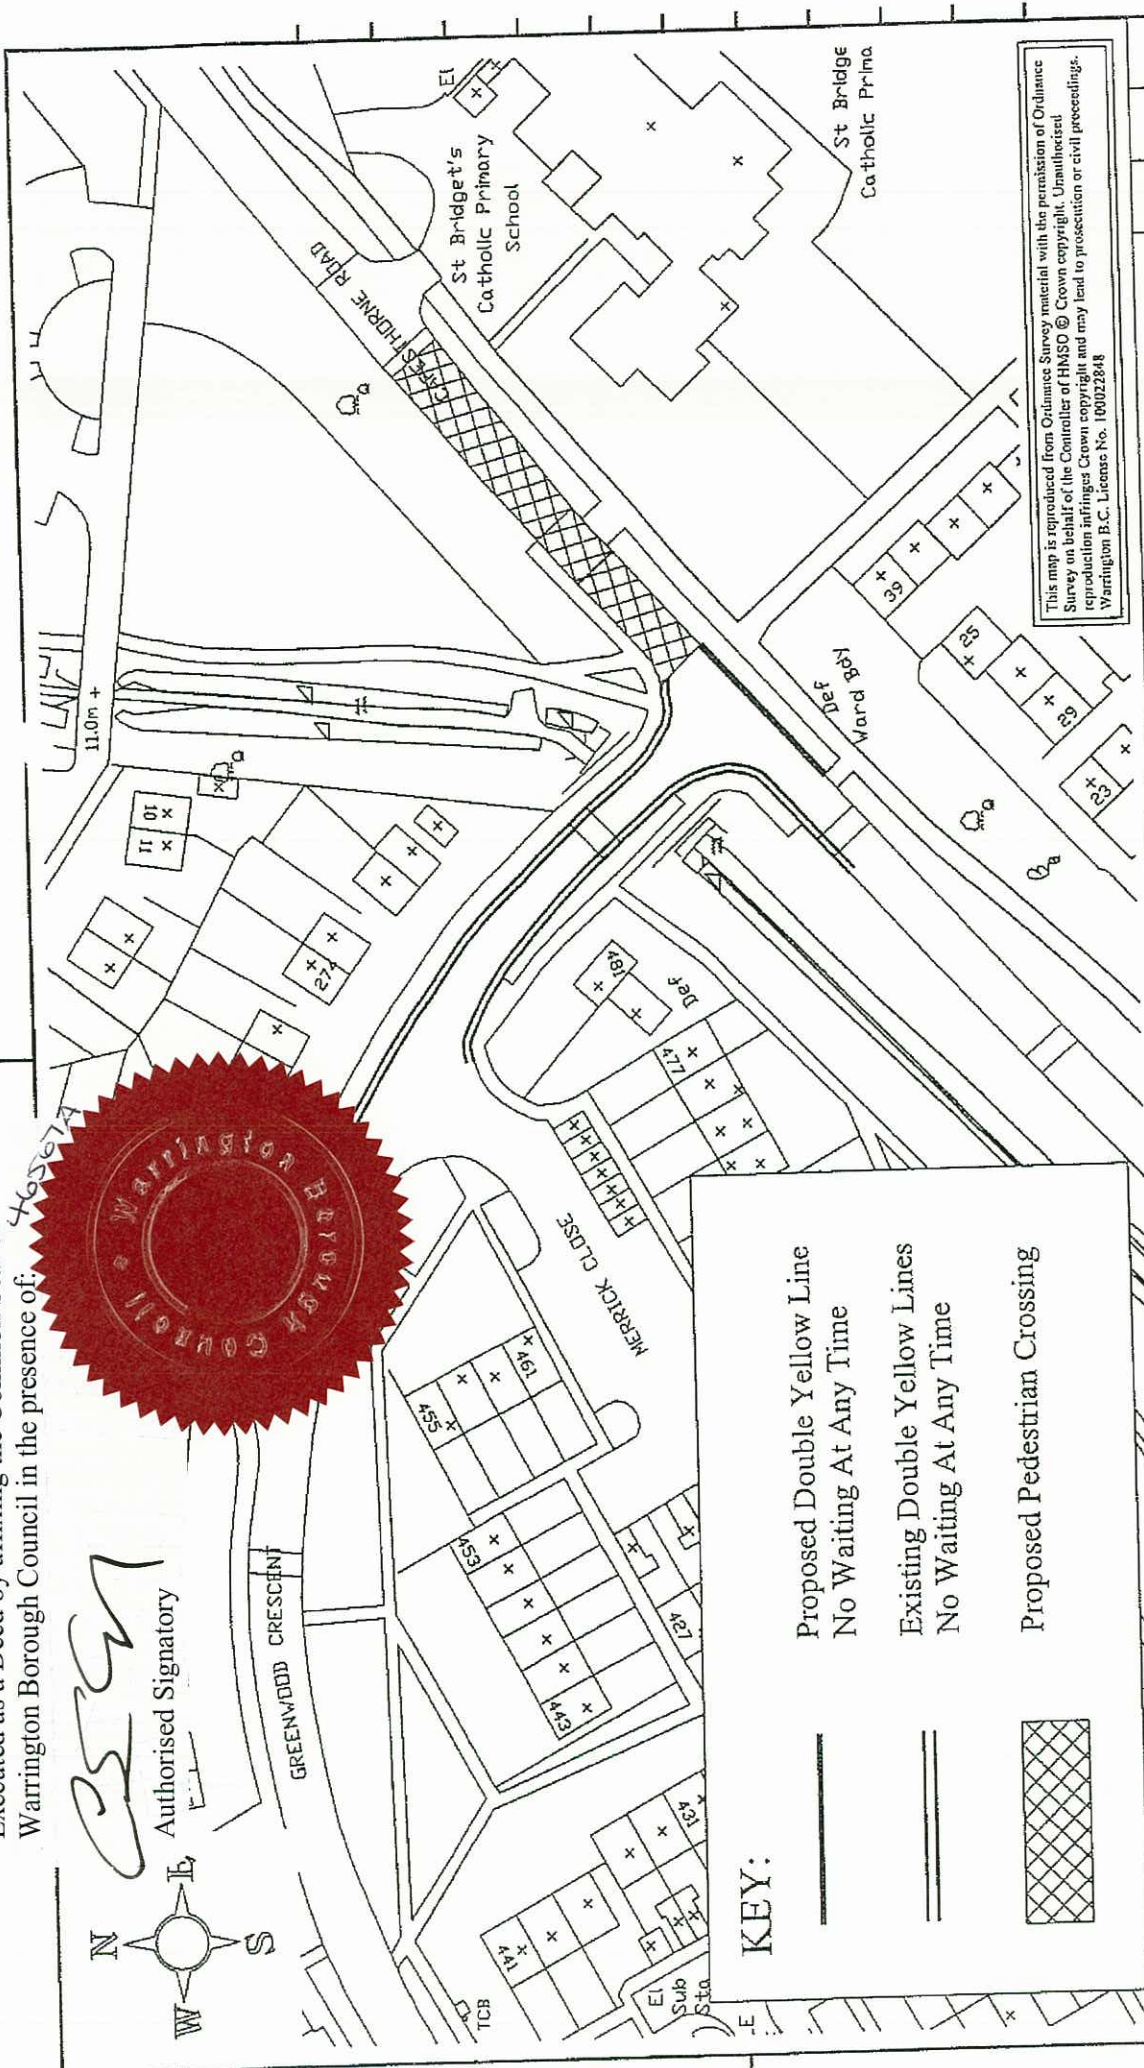 Warrington Borough Council in the presence of:
46567A
Authorised Signatory
N
W
E
S
Warrington Borough Council
GREENWOOD CRESCENT
MERRICK CLOSE
11.0m +
10
11
274
481
Def
477
455
461
453
443
427
431
441
TCB
El
Sub
Sta
E
El
St Bridget's
Catholic Primary
School
St Bridge
Catholic Prima
Def
Ward Bdy
39
25
29
23
KEY:
Proposed Double Yellow Line
No Waiting At Any Time
Existing Double Yellow Lines
No Waiting At Any Time
Proposed Pedestrian Crossing
This map is reproduced from Ordnance Survey material with the permission of Ordnance
Survey on behalf of the Controller of HMSO © Crown copyright. Unauthorised
reproduction infringes Crown copyright and may lead to prosecution or civil proceedings.
Warrington B.C. License No. 100022848